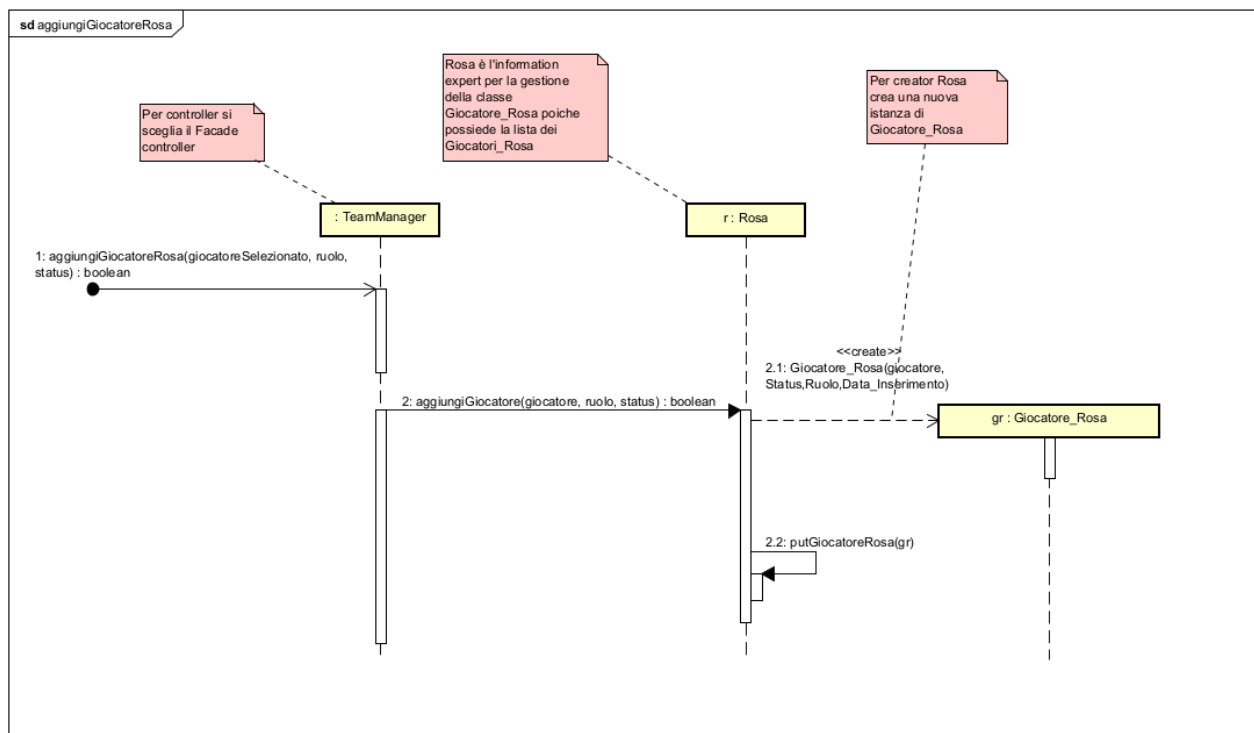 sd aggiungiGiocatoreRosa
Rosa è l'information
expert per la gestione
della classe
Giocatore_Rosa poiche
possiede la lista dei
Giocatori_Rosa
Per creator Rosa
crea una nuova
istanza di
Giocatore_Rosa
Per controller si
sceglia il Facade
controller
: TeamManager
r : Rosa
1: aggiungiGiocatoreRosa(giocatoreSelezionato, ruolo,
status) : boolean
<<create>>
2.1: Giocatore_Rosa(giocatore,
Status,Ruolo,Data_Inserimento)
2: aggiungiGiocatore(giocatore, ruolo, status) : boolean
gr : Giocatore_Rosa
2.2: putGiocatoreRosa(gr)